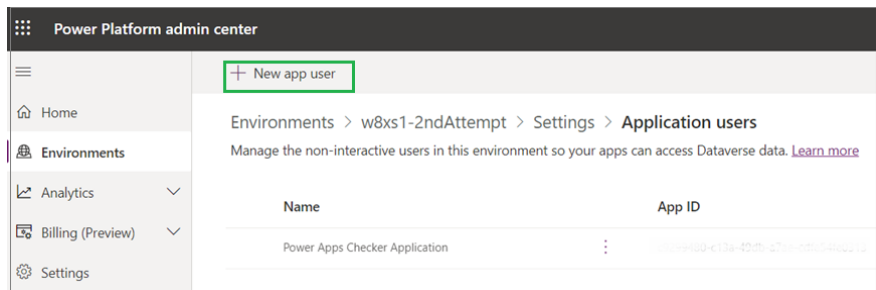 Power Platform admin center
New app user
Home
Environments > w8xs1-2ndAttempt > Settings > Application users
Environments
Manage the non-interactive users in this environment so your apps can access Dataverse data. Learn more
Analytics
Name App ID
Billing (Preview)
Power Apps Checker Application
Settings